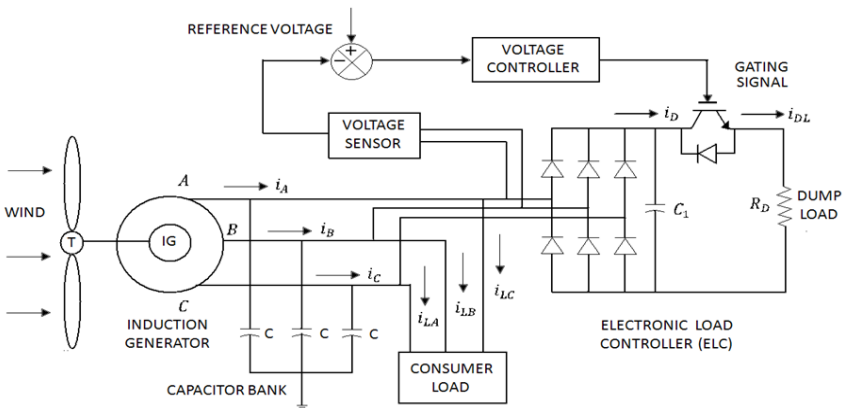 REFERENCE VOLTAGE
+
−
VOLTAGE
CONTROLLER
GATING
SIGNAL
VOLTAGE
SENSOR
i_D
i_DL
A
i_A
WIND
T
IG
B
i_B
C_1
R_D
DUMP
LOAD
i_C
C
i_LA
i_LB
i_LC
INDUCTION
GENERATOR
C
C
C
CONSUMER
LOAD
ELECTRONIC LOAD
CONTROLLER (ELC)
CAPACITOR BANK